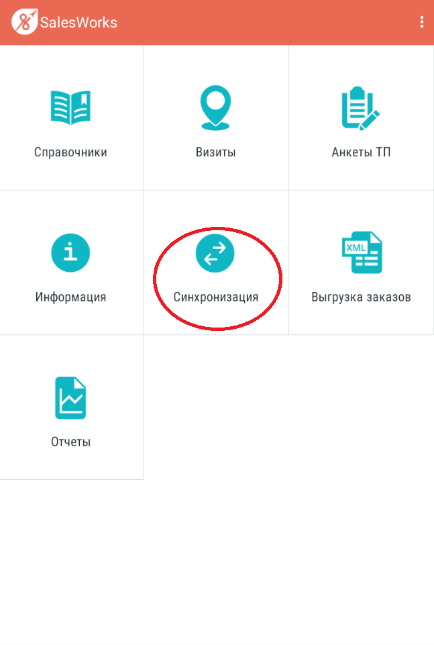 SalesWorks
Справочники
Визиты
Анкеты ТП
Информация
Синхронизация
XML
Выгрузка заказов
Отчеты